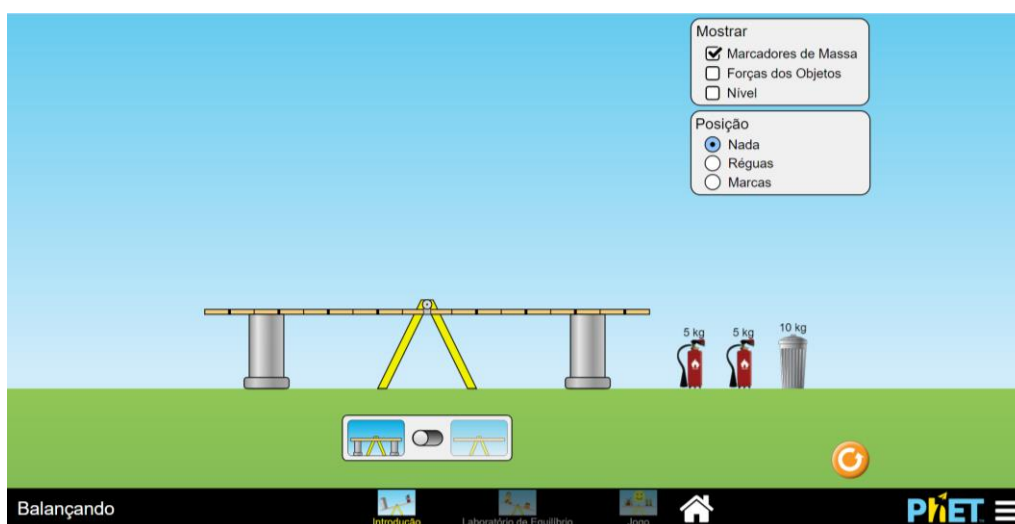 Mostrar
Marcadores de Massa
Forças dos Objetos
Nível
Posição
Nada
Réguas
Marcas
5 kg 5 kg 10 kg
Balançando
Introdução Laboratório de Equilíbrio Jogo
PhET